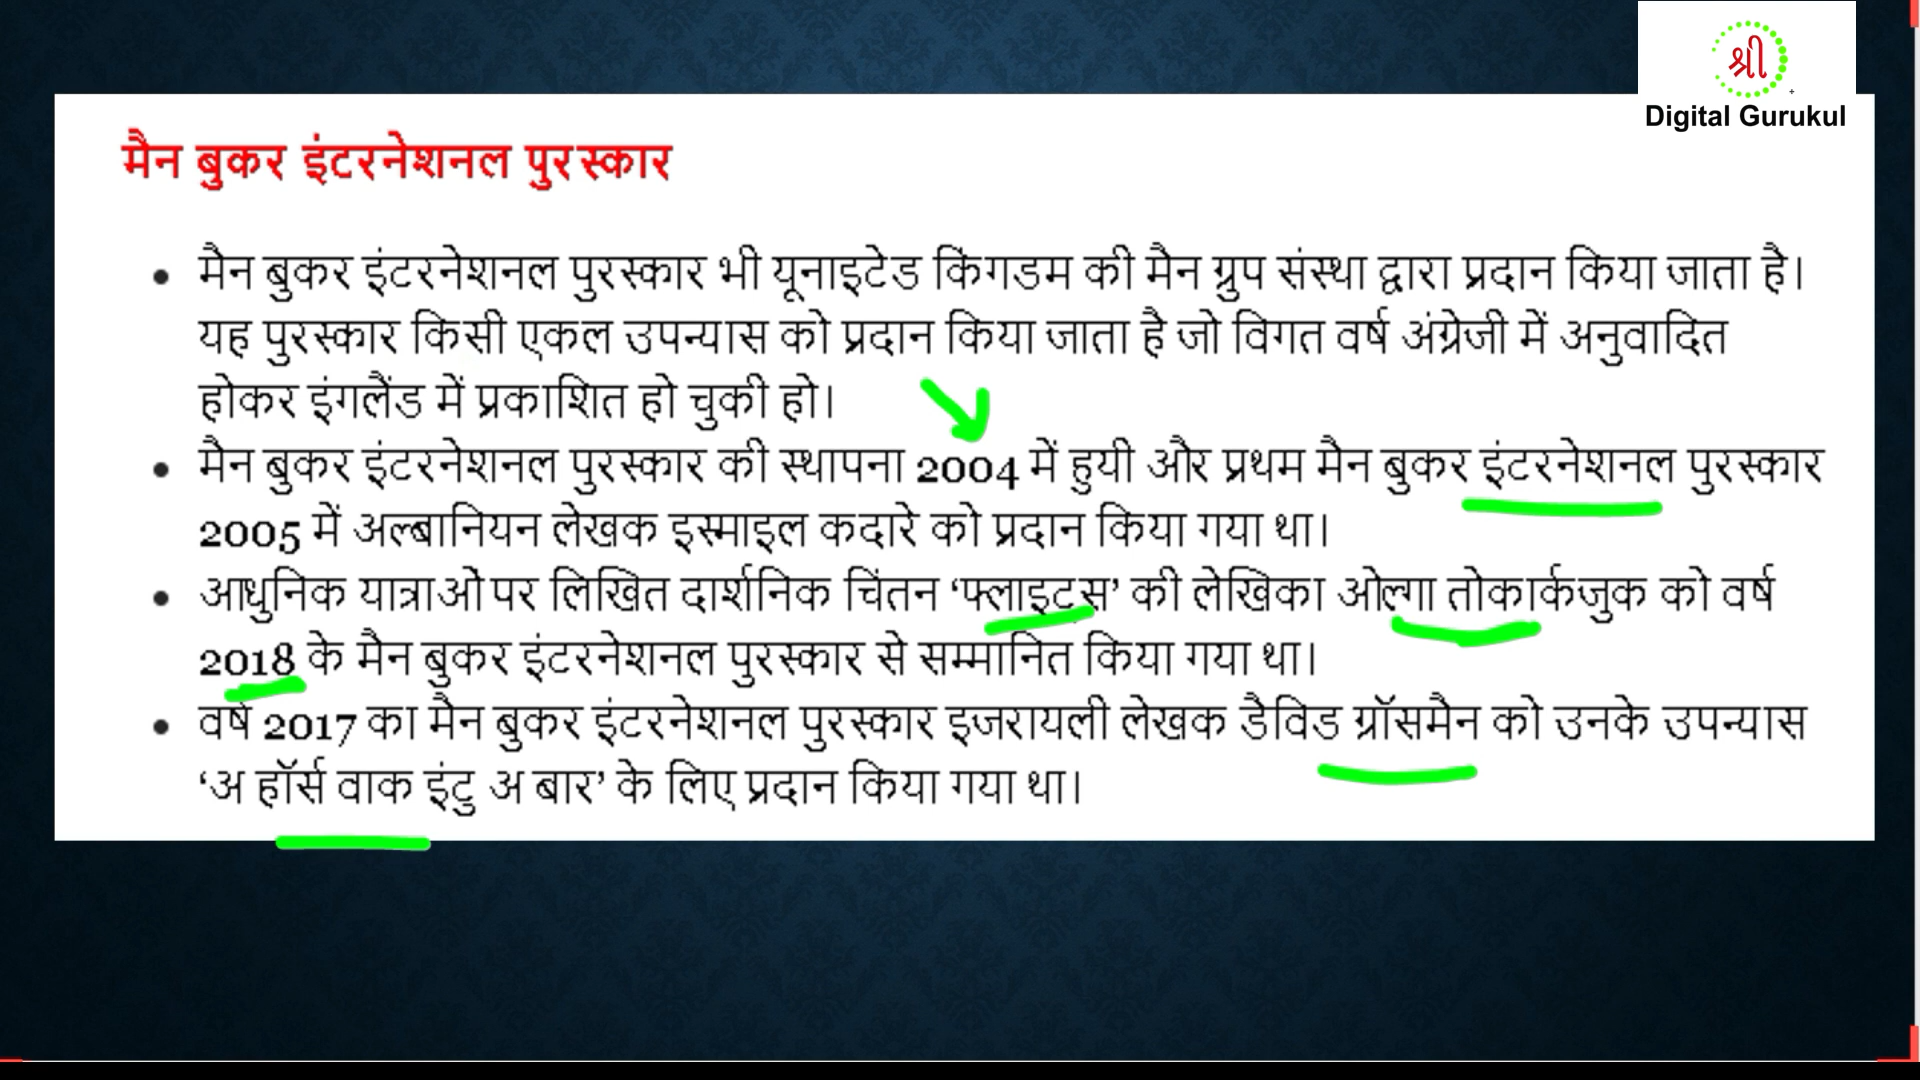 श्री
Digital Gurukul
मैन बुकर इंटरनेशनल पुरस्कार
• मैन बुकर इंटरनेशनल पुरस्कार भी यूनाइटेड किंगडम की मैन ग्रुप संस्था द्वारा प्रदान किया जाता है।
यह पुरस्कार किसी एकल उपन्यास को प्रदान किया जाता है जो विगत वर्ष अंग्रेजी में अनुवादित
होकर इंगलैंड में प्रकाशित हो चुकी हो।
• मैन बुकर इंटरनेशनल पुरस्कार की स्थापना 2004 में हुयी और प्रथम मैन बुकर इंटरनेशनल पुरस्कार
2005 में अल्बानियन लेखक इस्माइल कदारे को प्रदान किया गया था।
• आधुनिक यात्राओं पर लिखित दार्शनिक चिंतन ‘फ्लाइट्स’ की लेखिका ओल्गा तोकार्कजुक को वर्ष
2018 के मैन बुकर इंटरनेशनल पुरस्कार से सम्मानित किया गया था।
• वर्ष 2017 का मैन बुकर इंटरनेशनल पुरस्कार इजरायली लेखक डैविड ग्रॉसमैन को उनके उपन्यास
‘अ हॉर्स वाक इंटु अ बार’ के लिए प्रदान किया गया था।